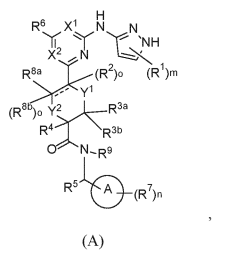 R⁶ X¹ H
N
X² N N NH
R⁸ᵃ (R²)o (R¹)m
Y¹
(R⁸ᵇ)o Y² R³ᵃ
R⁴ R³ᵇ
O N-R⁹
R⁵ A (R⁷)n
,
(A)